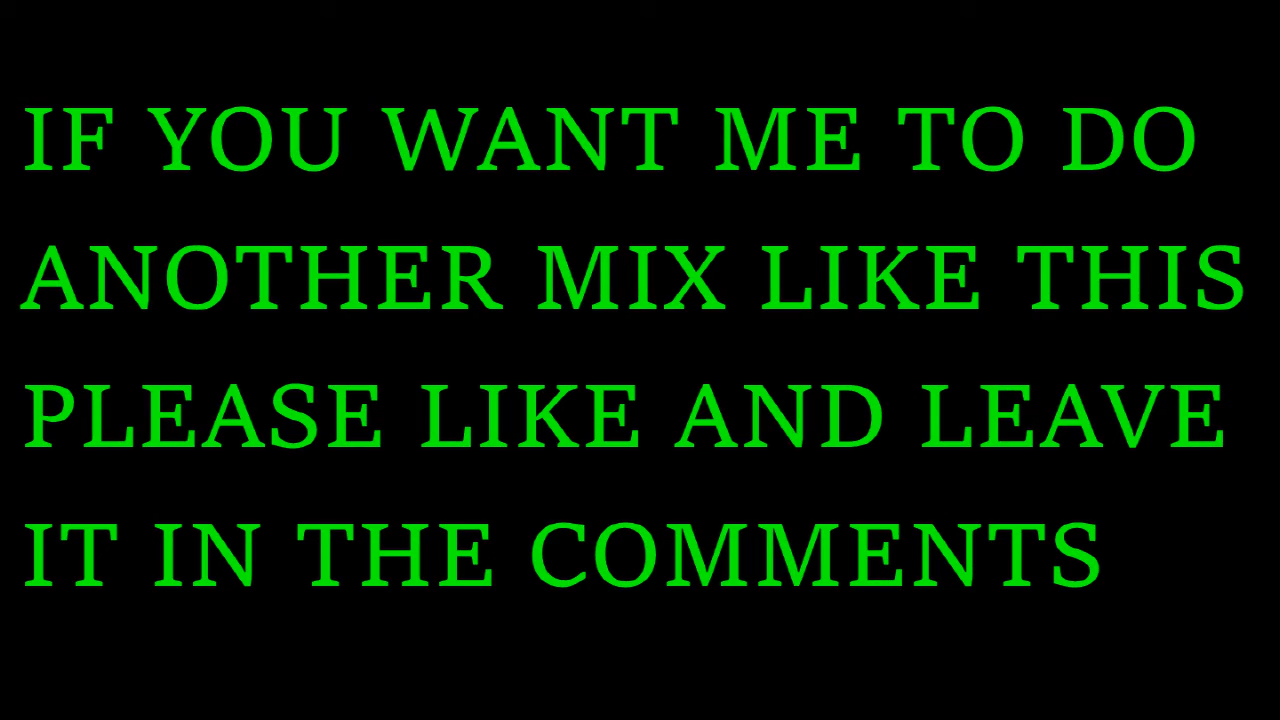 IF YOU WANT ME TO DO
ANOTHER MIX LIKE THIS
PLEASE LIKE AND LEAVE
IT IN THE COMMENTS